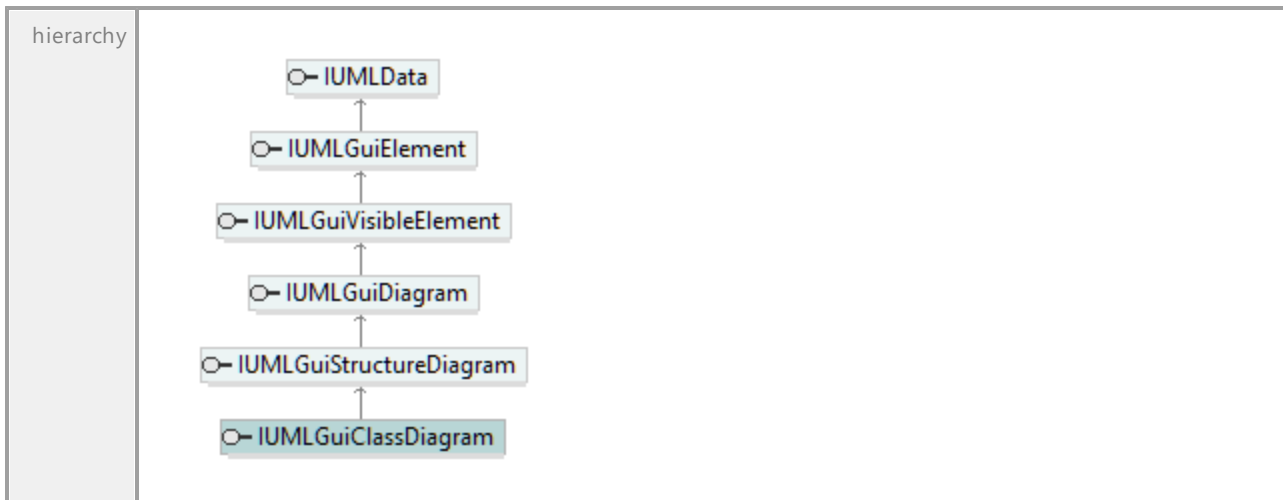 hierarchy
IUMLData
IUMLGuiElement
IUMLGuiVisibleElement
IUMLGuiDiagram
IUMLGuiStructureDiagram
IUMLGuiClassDiagram